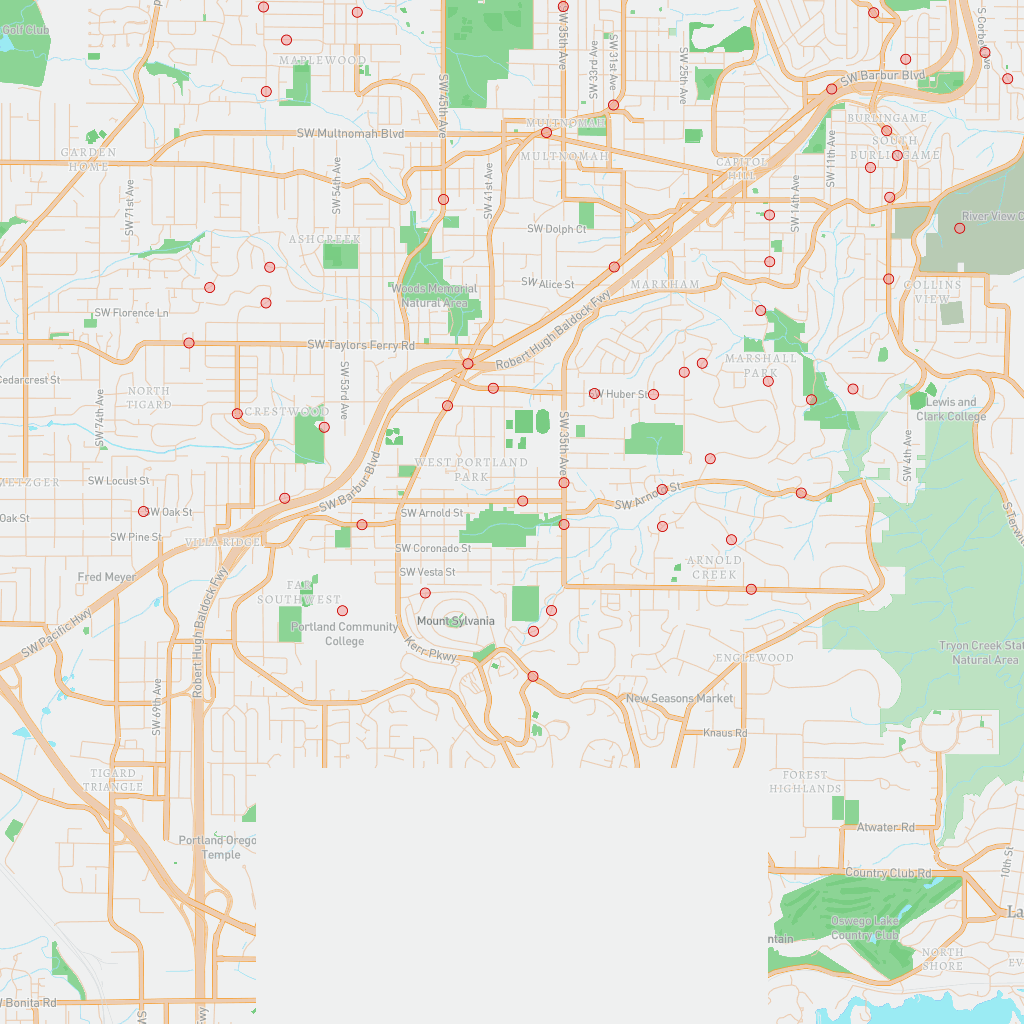 Golf Club
MAPLEWOOD
SW 45th Ave
SW 35th Ave
SW 33rd Ave
SW 31st Ave
SW 25th Ave
SW Barbur Blvd
GARDEN
HOME
SW Multnomah Blvd
MULTNOMAH
MULTNOMAH
BURLINGAME
SOUTH
BURLINGAME
CAPITOL
HILL
SW 11th Ave
SW 71st Ave
SW 54th Ave
SW 41st Ave
SW 14th Ave
River View C
ASHCREEK
SW Dolph Ct
Woods Memorial
Natural Area
SW Alice St
MARKHAM
COLLINS
VIEW
SW Florence Ln
SW Taylors Ferry Rd
Robert Hugh Baldock Fwy
MARSHALL
PARK
Cedarcrest St
NORTH
TIGARD
SW 53rd Ave
SW Huber St
Lewis and
Clark College
CRESTWOOD
SW 74th Ave
SW 35th Ave
SW 4th Ave
WEST PORTLAND
PARK
METZGER
SW Locust St
SW Barbur Blvd
SW Arnold St
Oak St
SW Oak St
SW Arnold St
SW Pine St
VILLA RIDGE
SW Coronado St
ARNOLD
CREEK
Fred Meyer
SW Vesta St
FAR
SOUTHWEST
SW Pacific Hwy
Robert Hugh Baldock Fwy
Portland Community
College
Mount Sylvania
Kerr Pkwy
ENGLEWOOD
Tryon Creek Stat
Natural Area
SW 69th Ave
New Seasons Market
Knaus Rd
TIGARD
TRIANGLE
FOREST
HIGHLANDS
Portland Orego
Temple
Atwater Rd
Country Club Rd
10th St
La
Oswego Lake
Country Club
ntain
NORTH
SHORE
EV
W Bonita Rd